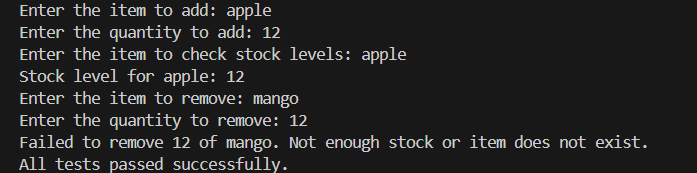 Enter the item to add: apple
Enter the quantity to add: 12
Enter the item to check stock levels: apple
Stock level for apple: 12
Enter the item to remove: mango
Enter the quantity to remove: 12
Failed to remove 12 of mango. Not enough stock or item does not exist.
All tests passed successfully.